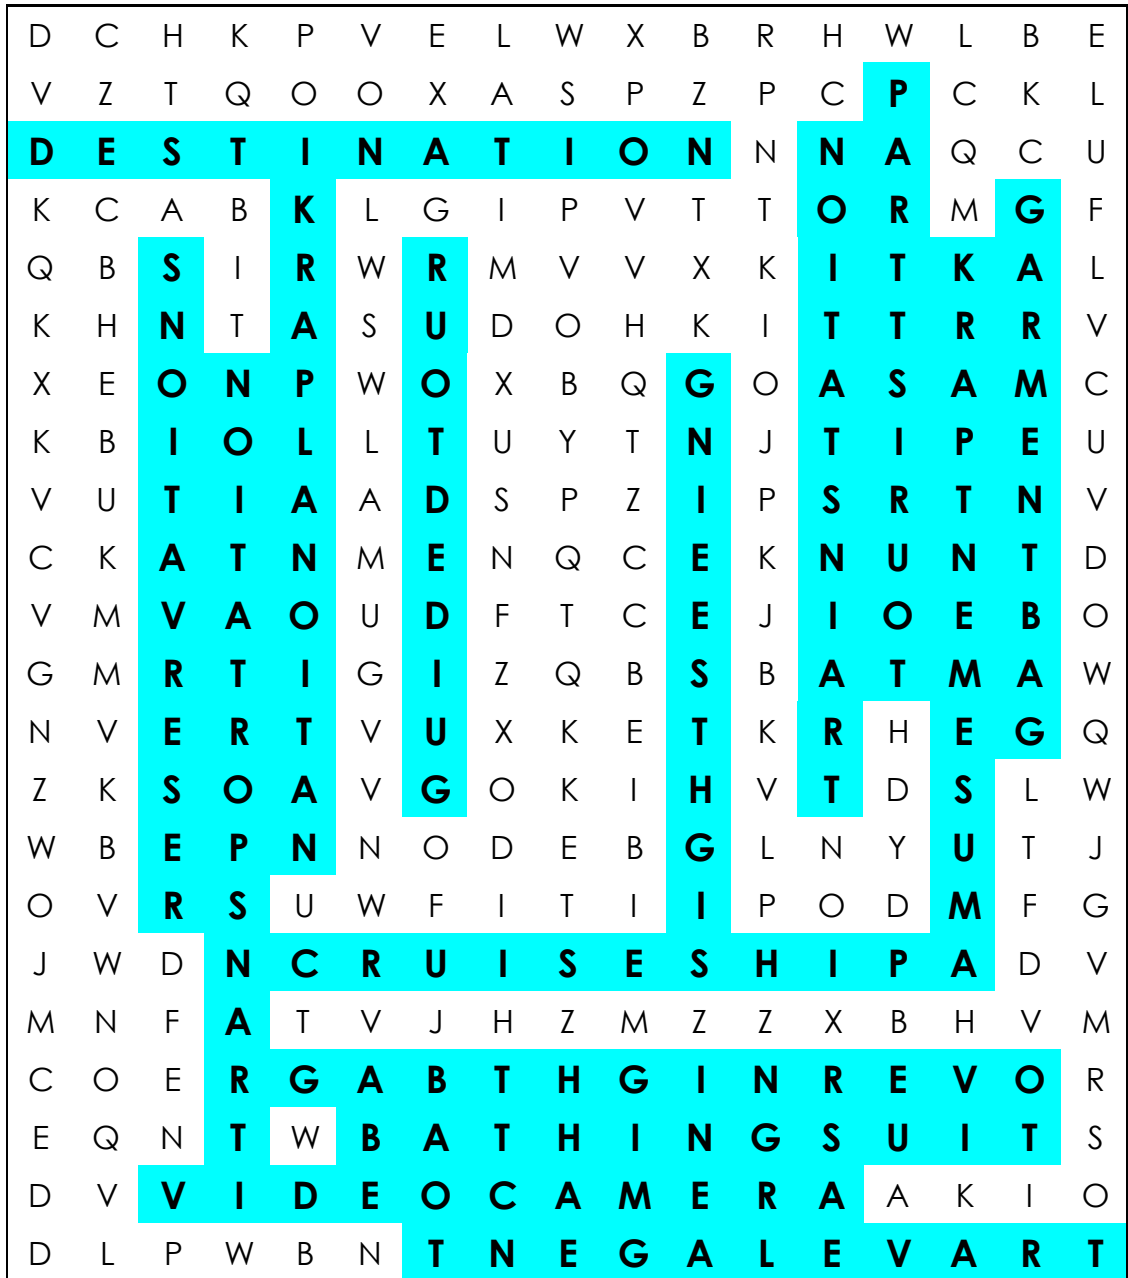 D C H K P V E L W X B R H W L B E
V Z T Q O O X A S P Z P C P C K L
D E S T I N A T I O N N N A Q C U
K C A B K L G I P V T T O R M G F
Q B S I R W R M V V X K I T K A L
K H N T A S U D O H K I T T R R V
X E O N P W O X B Q G O A S A M C
K B I O L L T U Y T N J T I P E U
V U T I A A D S P Z I P S R T N V
C K A T N M E N Q C E K N U N T D
V M V A O U D F T C E J I O E B O
G M R T I G I Z Q B S B A T M A W
N V E R T V U X K E T K R H E G Q
Z K S O A V G O K I H V T D S L W
W B E P N N O D E B G L N Y U T J
O V R S U W F I T I I P O D M F G
J W D N C R U I S E S H I P A D V
M N F A T V J H Z M Z Z X B H V M
C O E R G A B T H G I N R E V O R
E Q N T W B A T H I N G S U I T S
D V V I D E O C A M E R A A K I O
D L P W B N T N E G A L E V A R T